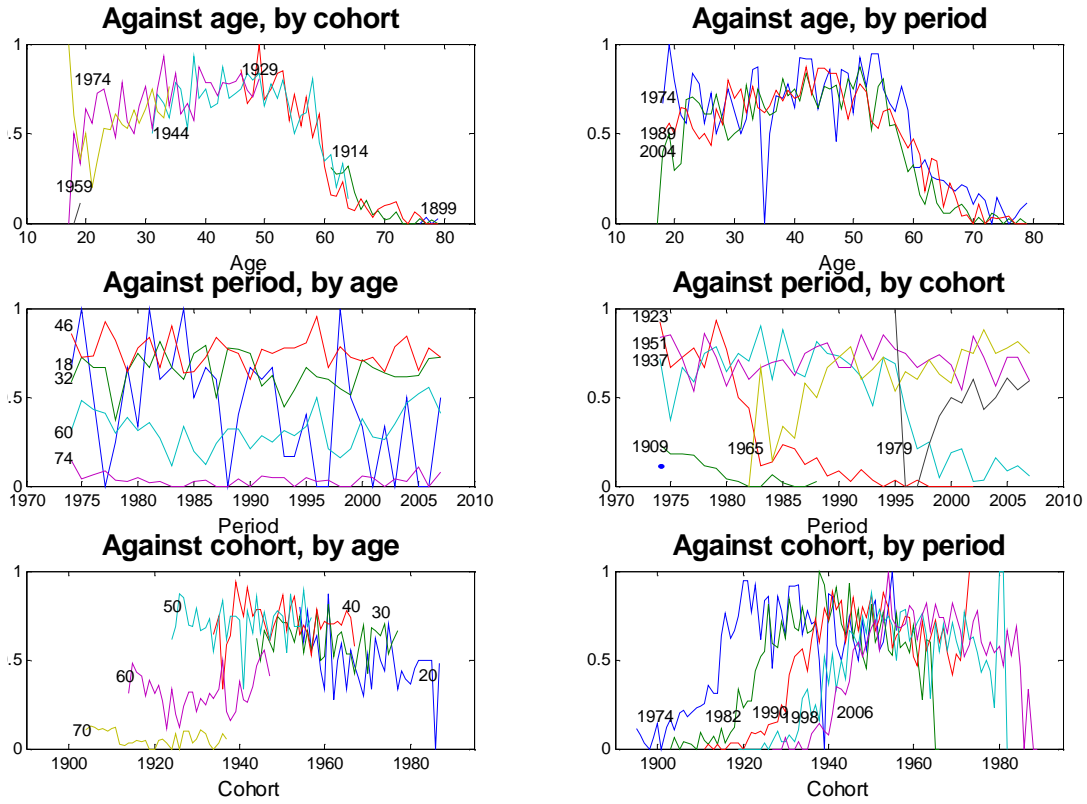 Against age, by cohort
1
1974
1929
1944
1914
1959
1899
.5
0
10 20 30 40 50 60 70 80
Age
Against age, by period
1
1974
1989
2004
0.5
0
10 20 30 40 50 60 70 80
Age
Against period, by age
1
46
18
32
.5
60
74
0
1970 1975 1980 1985 1990 1995 2000 2005 2010
Period
Against period, by cohort
1
1923
1951
1937
0.5
1909
1965
1979
0
1970 1975 1980 1985 1990 1995 2000 2005 2010
Period
Against cohort, by age
1
50
40
30
.5
60
20
70
0
1900 1920 1940 1960 1980
Cohort
Against cohort, by period
1
0.5
1974 1982 1990 1998 2006
0
1900 1920 1940 1960 1980
Cohort